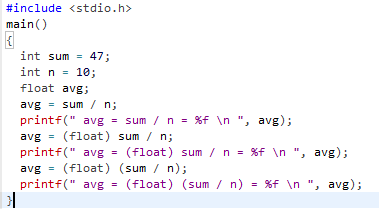 #include <stdio.h>
main()
{
int sum = 47;
int n = 10;
float avg;
avg = sum / n;
printf(" avg = sum / n = %f \n ", avg);
avg = (float) sum / n;
printf(" avg = (float) sum / n = %f \n ", avg);
avg = (float) (sum / n);
printf(" avg = (float) (sum / n) = %f \n ", avg);
}